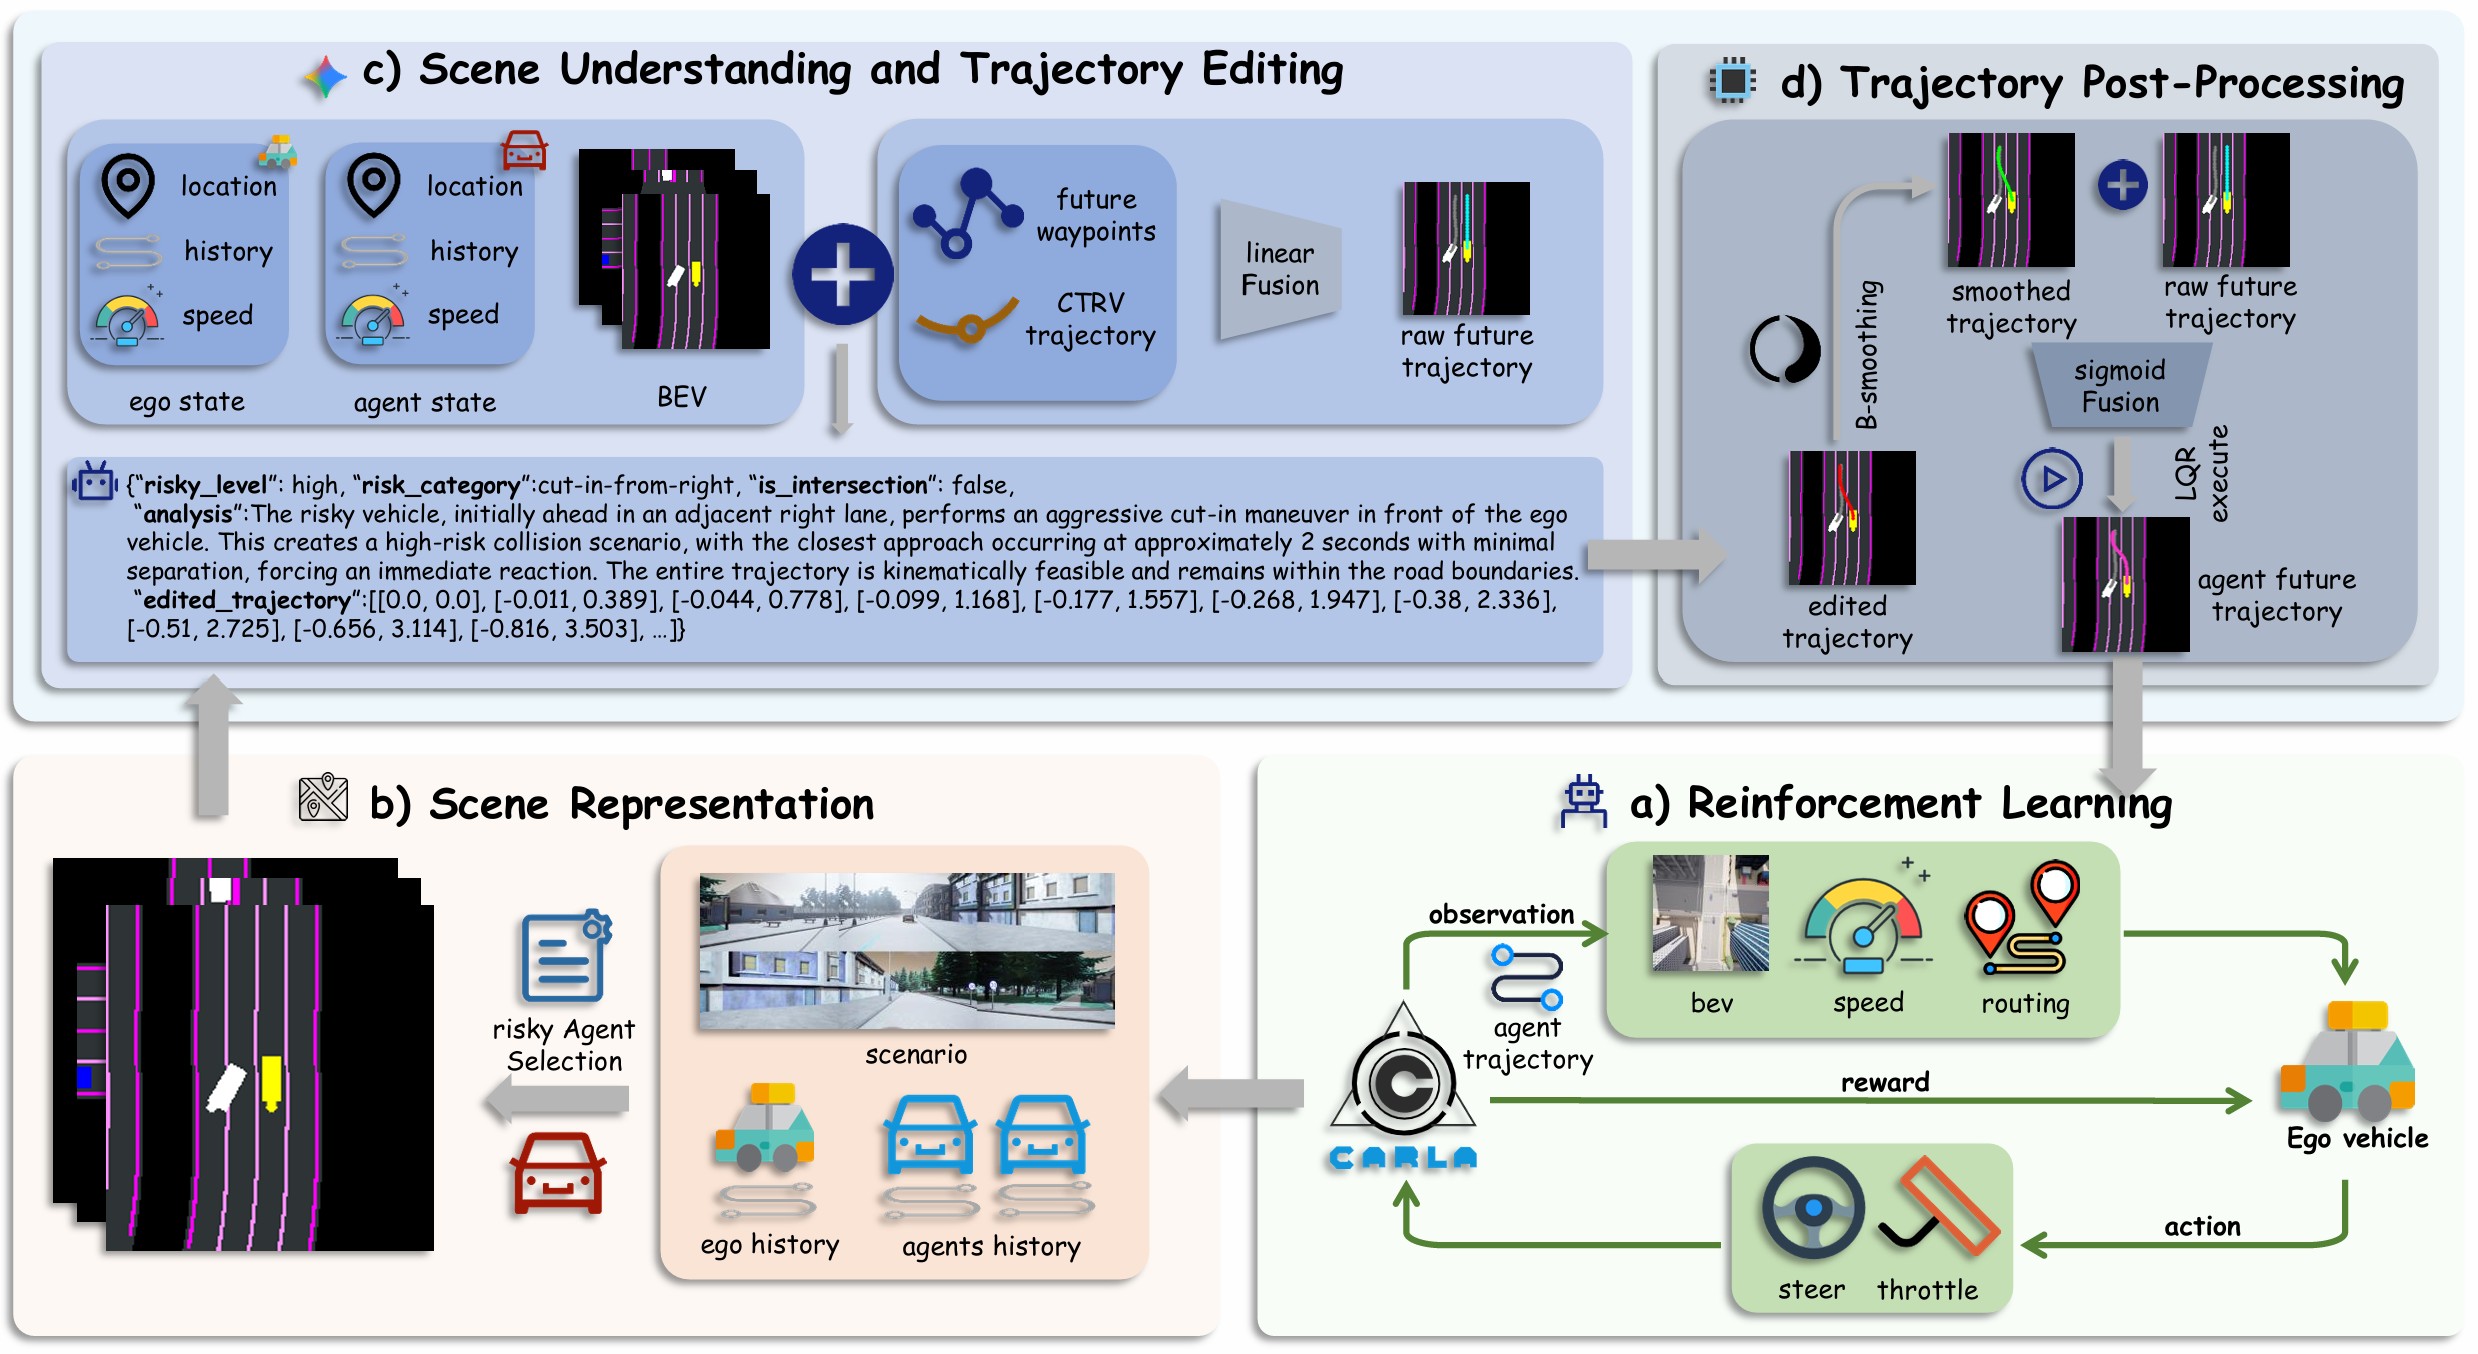 c) Scene Understanding and Trajectory Editing
location
history
speed
ego state
location
history
speed
agent state
BEV
future
waypoints
CTRV
trajectory
linear
Fusion
raw future
trajectory
{“risky_level”: high, “risk_category”:cut-in-from-right, “is_intersection”: false,
“analysis”:The risky vehicle, initially ahead in an adjacent right lane, performs an aggressive cut-in maneuver in front of the ego
vehicle. This creates a high-risk collision scenario, with the closest approach occurring at approximately 2 seconds with minimal
separation, forcing an immediate reaction. The entire trajectory is kinematically feasible and remains within the road boundaries.
“edited_trajectory”:[[0.0, 0.0], [-0.011, 0.389], [-0.044, 0.778], [-0.099, 1.168], [-0.177, 1.557], [-0.268, 1.947], [-0.38, 2.336],
[-0.51, 2.725], [-0.656, 3.114], [-0.816, 3.503], …]}
d) Trajectory Post-Processing
smoothed
trajectory
raw future
trajectory
B-smoothing
sigmoid
Fusion
LQR
execute
edited
trajectory
agent future
trajectory
b) Scene Representation
risky Agent
Selection
scenario
ego history
agents history
a) Reinforcement Learning
observation
agent
trajectory
bev
speed
routing
reward
CARLA
Ego vehicle
action
steer
throttle